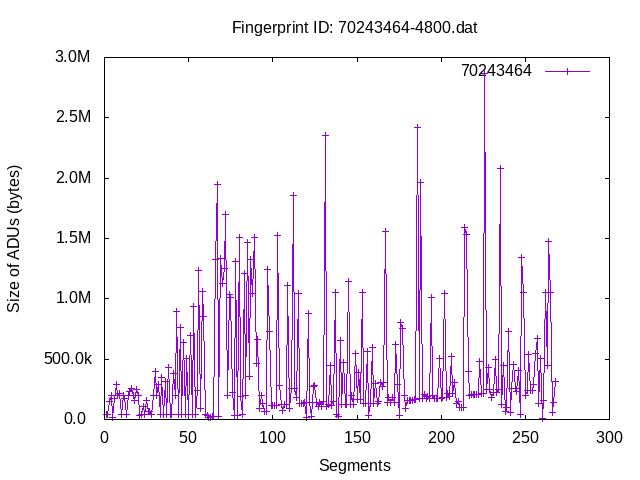 Fingerprint ID: 70243464-4800.dat
70243464
3.0M
2.5M
2.0M
1.5M
1.0M
500.0k
0.0
Size of ADUs (bytes)
0 50 100 150 200 250 300
Segments